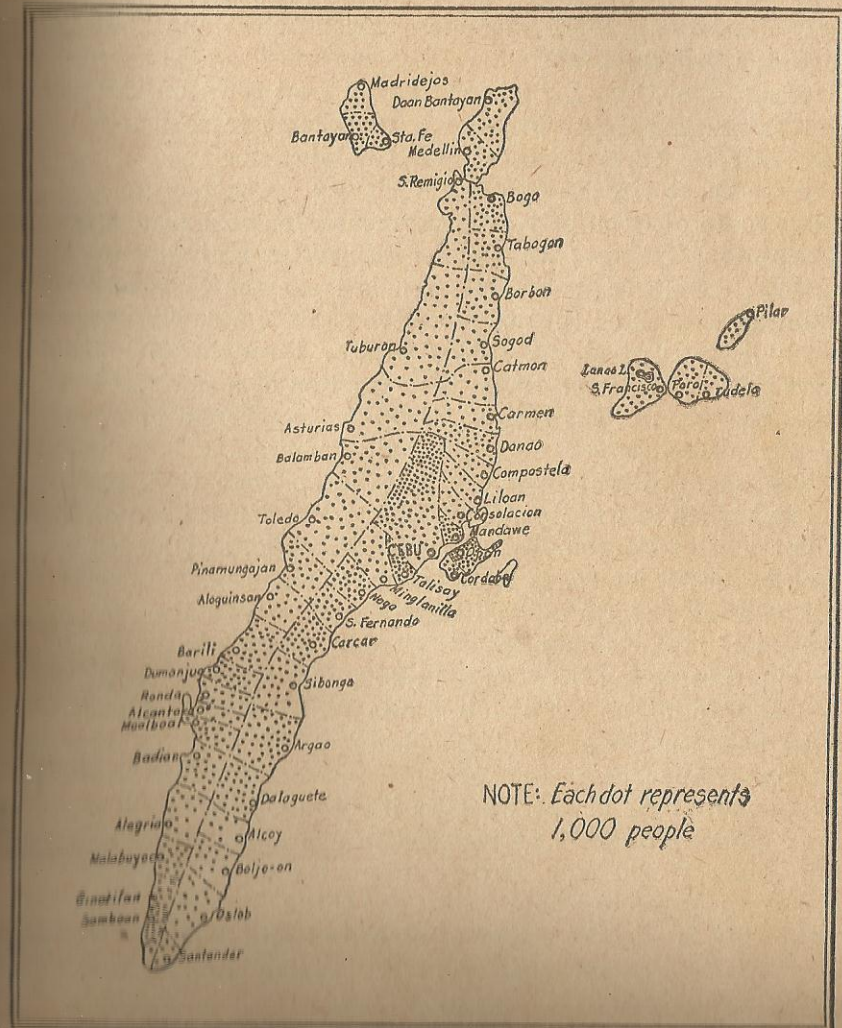 Madridejos
Daan Bantayan
Bantayan
Sta. Fe
Medellin
S. Remigio
Bogo
Tabogon
Borbon
Pilar
Tuburan
Sogod
Catmon
S. Francisco
Poro
Tudela
Carmen
Asturias
Danao
Balamban
Compostela
Liloan
Consolacion
Toledo
Mandawe
CEBU
Opon
Pinamungajan
Talisay
Cordoba
Minglanilla
Aloguinsan
Naga
S. Fernando
Carcar
Barili
Dumanjug
Sibonga
Ronda
Alcantara
Moalboal
Argao
Badian
Dalaguete
NOTE: Each dot represents
1,000 people
Alegria
Alcoy
Malabuyoc
Boljo-on
Ginatilan
Samboan
Oslob
Santander